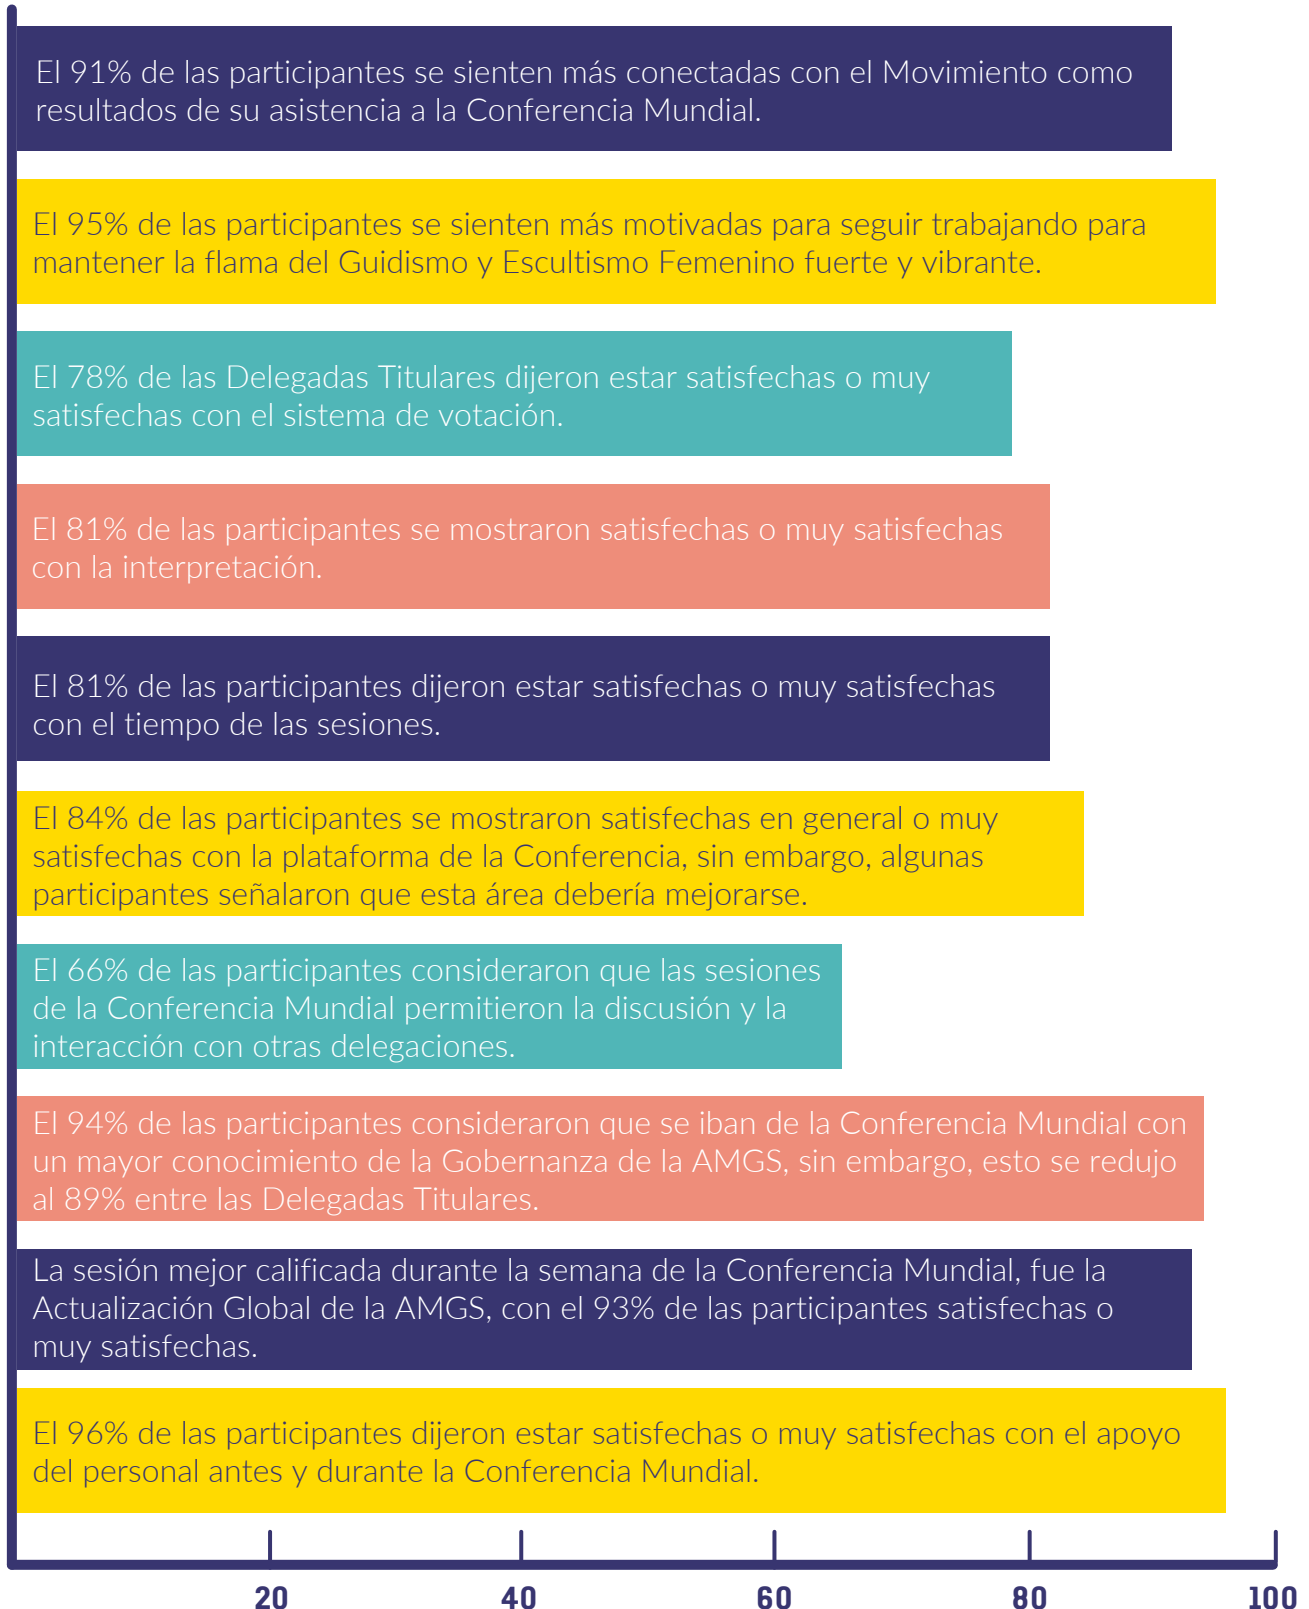 El 91% de las participantes se sienten más conectadas con el Movimiento como
resultados de su asistencia a la Conferencia Mundial.
El 95% de las participantes se sienten más motivadas para seguir trabajando para
mantener la flama del Guidismo y Escultismo Femenino fuerte y vibrante.
El 78% de las Delegadas Titulares dijeron estar satisfechas o muy
satisfechas con el sistema de votación.
El 81% de las participantes se mostraron satisfechas o muy satisfechas
con la interpretación.
El 81% de las participantes dijeron estar satisfechas o muy satisfechas
con el tiempo de las sesiones.
El 84% de las participantes se mostraron satisfechas en general o muy
satisfechas con la plataforma de la Conferencia, sin embargo, algunas
participantes señalaron que esta área debería mejorarse.
El 66% de las participantes consideraron que las sesiones
de la Conferencia Mundial permitieron la discusión y la
interacción con otras delegaciones.
El 94% de las participantes consideraron que se iban de la Conferencia Mundial con
un mayor conocimiento de la Gobernanza de la AMGS, sin embargo, esto se redujo
al 89% entre las Delegadas Titulares.
La sesión mejor calificada durante la semana de la Conferencia Mundial, fue la
Actualización Global de la AMGS, con el 93% de las participantes satisfechas o
muy satisfechas.
El 96% de las participantes dijeron estar satisfechas o muy satisfechas con el apoyo
del personal antes y durante la Conferencia Mundial.
20 40 60 80 100